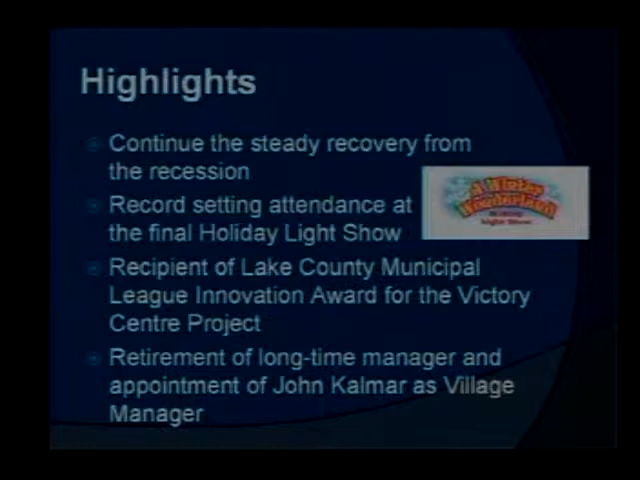 Highlights
Continue the steady recovery from
the recession
Record setting attendance at
the final Holiday Light Show
A Winter
Wonderland
Light Show
Recipient of Lake County Municipal
League Innovation Award for the Victory
Centre Project
Retirement of long-time manager and
appointment of John Kalmar as Village
Manager